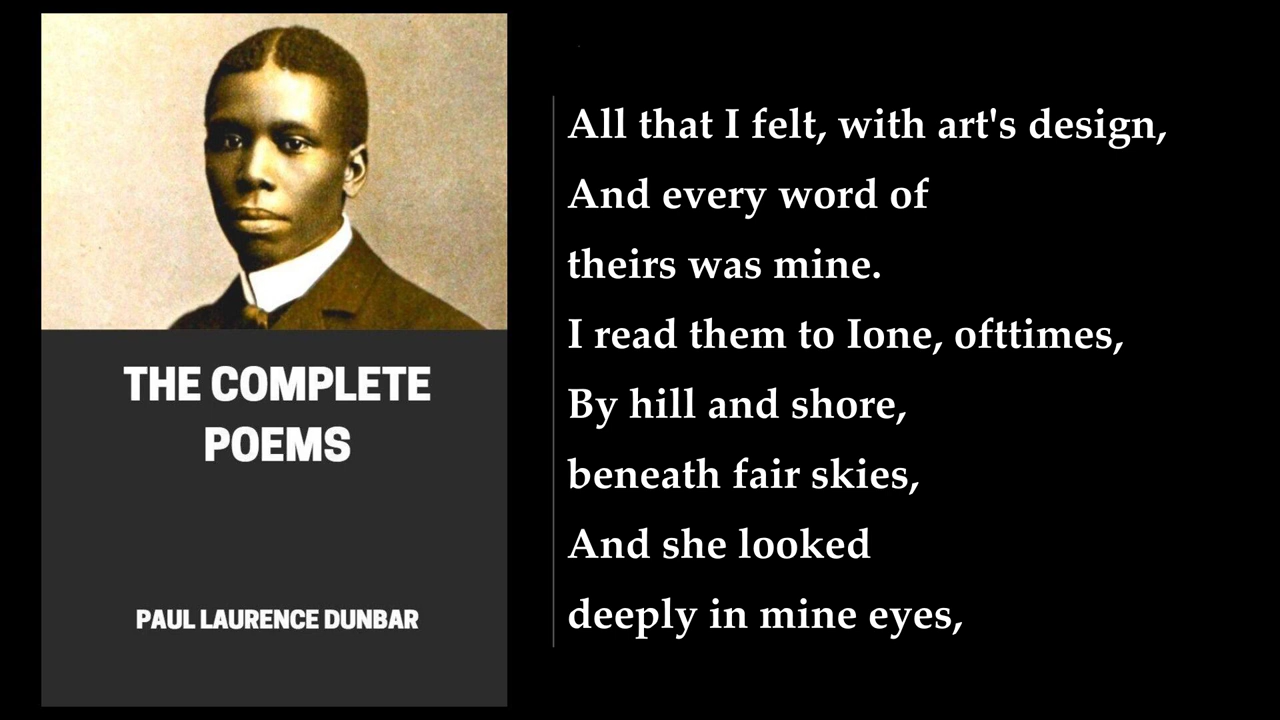 THE COMPLETE
POEMS
PAUL LAURENCE DUNBAR
All that I felt, with art's design,
And every word of
theirs was mine.
I read them to Ione, ofttimes,
By hill and shore,
beneath fair skies,
And she looked
deeply in mine eyes,